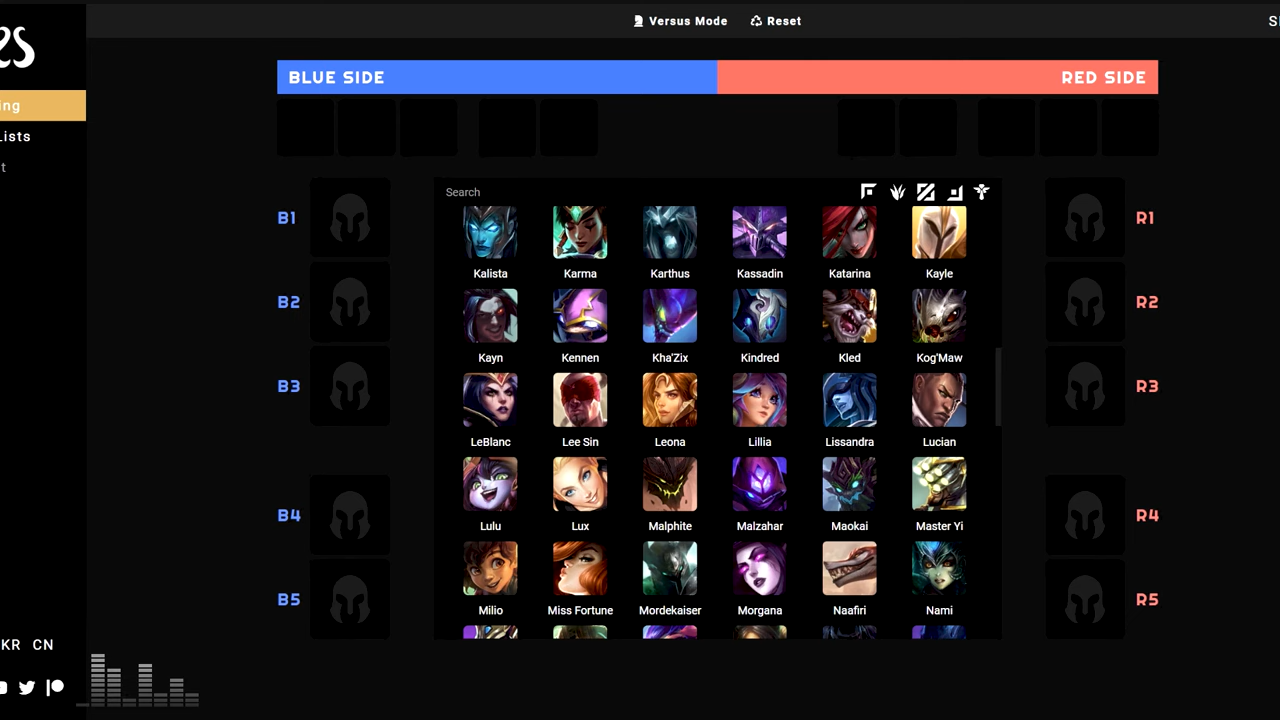 Versus Mode Reset
BLUE SIDE RED SIDE
ing
Lists
t
Search
B1 R1
Kalista Karma Karthus Kassadin Katarina Kayle
B2 R2
Kayn Kennen Kha'Zix Kindred Kled Kog'Maw
B3 R3
LeBlanc Lee Sin Leona Lillia Lissandra Lucian
B4 R4
Lulu Lux Malphite Malzahar Maokai Master Yi
B5 R5
Milio Miss Fortune Mordekaiser Morgana Naafiri Nami
KR CN